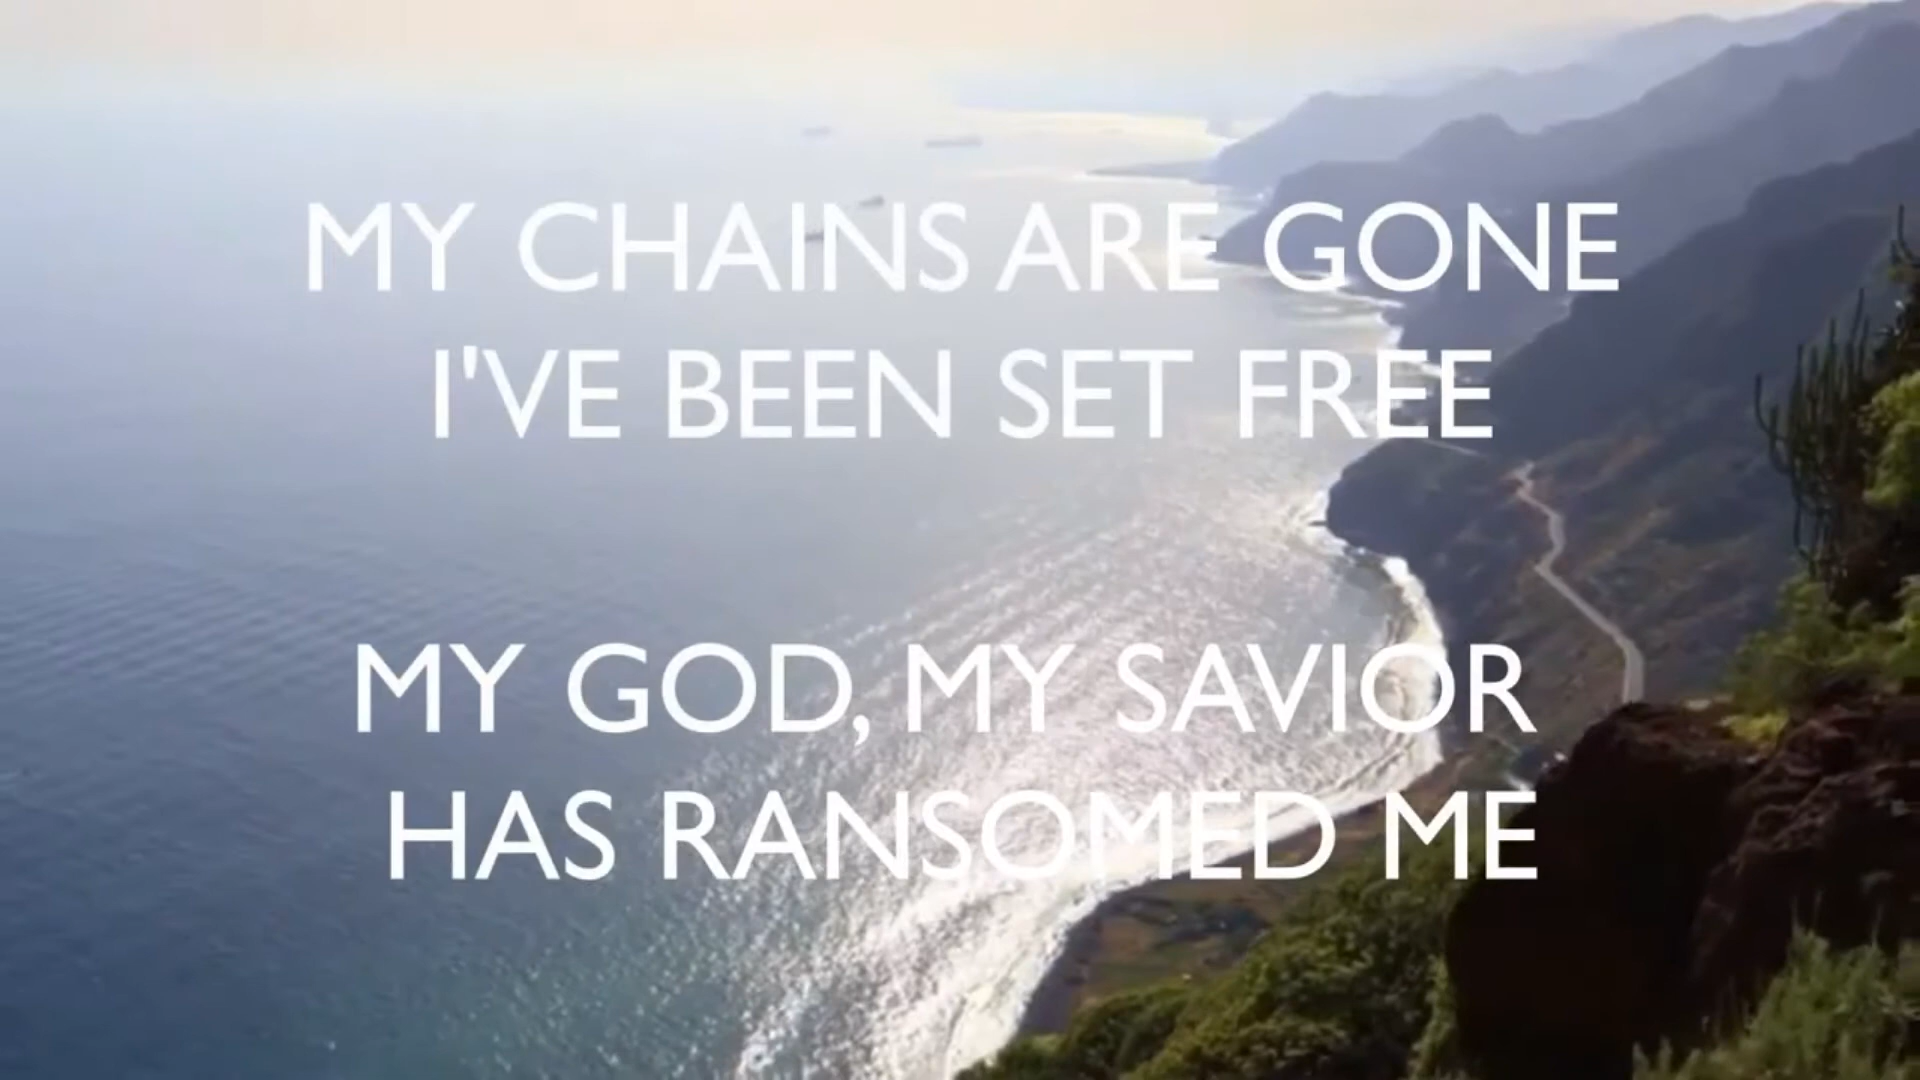 MY CHAINS ARE GONE
I'VE BEEN SET FREE
MY GOD, MY SAVIOR
HAS RANSOMED ME